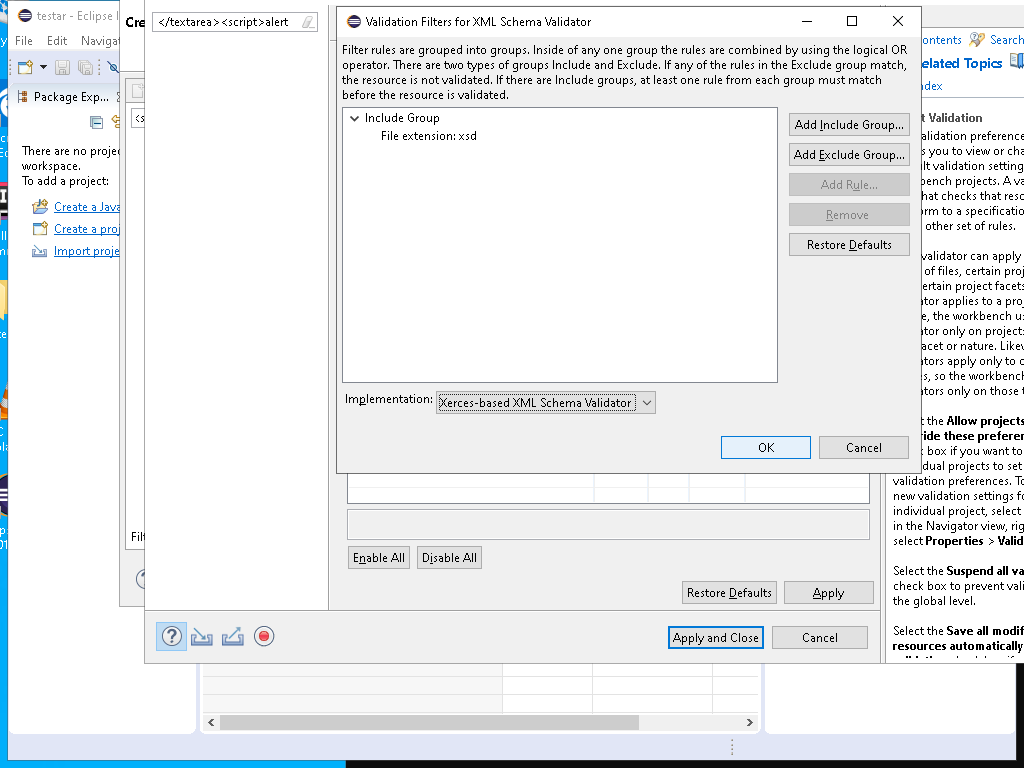 testar - Eclipse I
File Edit Navigat
Package Exp...
There are no proje
workspace.
To add a project:
Create a Java
Create a proj
Import proje
Cre
<s
Filt
</textarea><script>alert
Validation Filters for XML Schema Validator
Filter rules are grouped into groups. Inside of any one group the rules are combined by using the logical OR
operator. There are two types of groups Include and Exclude. If any of the rules in the Exclude group match,
the resource is not validated. If there are Include groups, at least one rule from each group must match
before the resource is validated.
Include Group
File extension: xsd
Add Include Group...
Add Exclude Group...
Add Rule...
Remove
Restore Defaults
Implementation: Xerces-based XML Schema Validator
OK
Cancel
Enable All
Disable All
Restore Defaults
Apply
Apply and Close
Cancel
ontents Search
elated Topics
dex
t Validation
alidation preference
s you to view or cha
ult validation setting
bench projects. A va
hat checks that reso
orm to a specification
other set of rules.
validator can apply
of files, certain proj
ertain project facets
ator applies to a proj
e, the workbench us
ator only on projects
acet or nature. Likew
ators apply only to c
s, so the workbench
ators only on those t
t the Allow projects
ride these preferen
k box if you want to
dual projects to set
validation preferences. To
new validation settings fo
individual project, select
in the Navigator view, rig
select Properties > Valid
Select the Suspend all va
check box to prevent vali
the global level.
Select the Save all modif
resources automatically